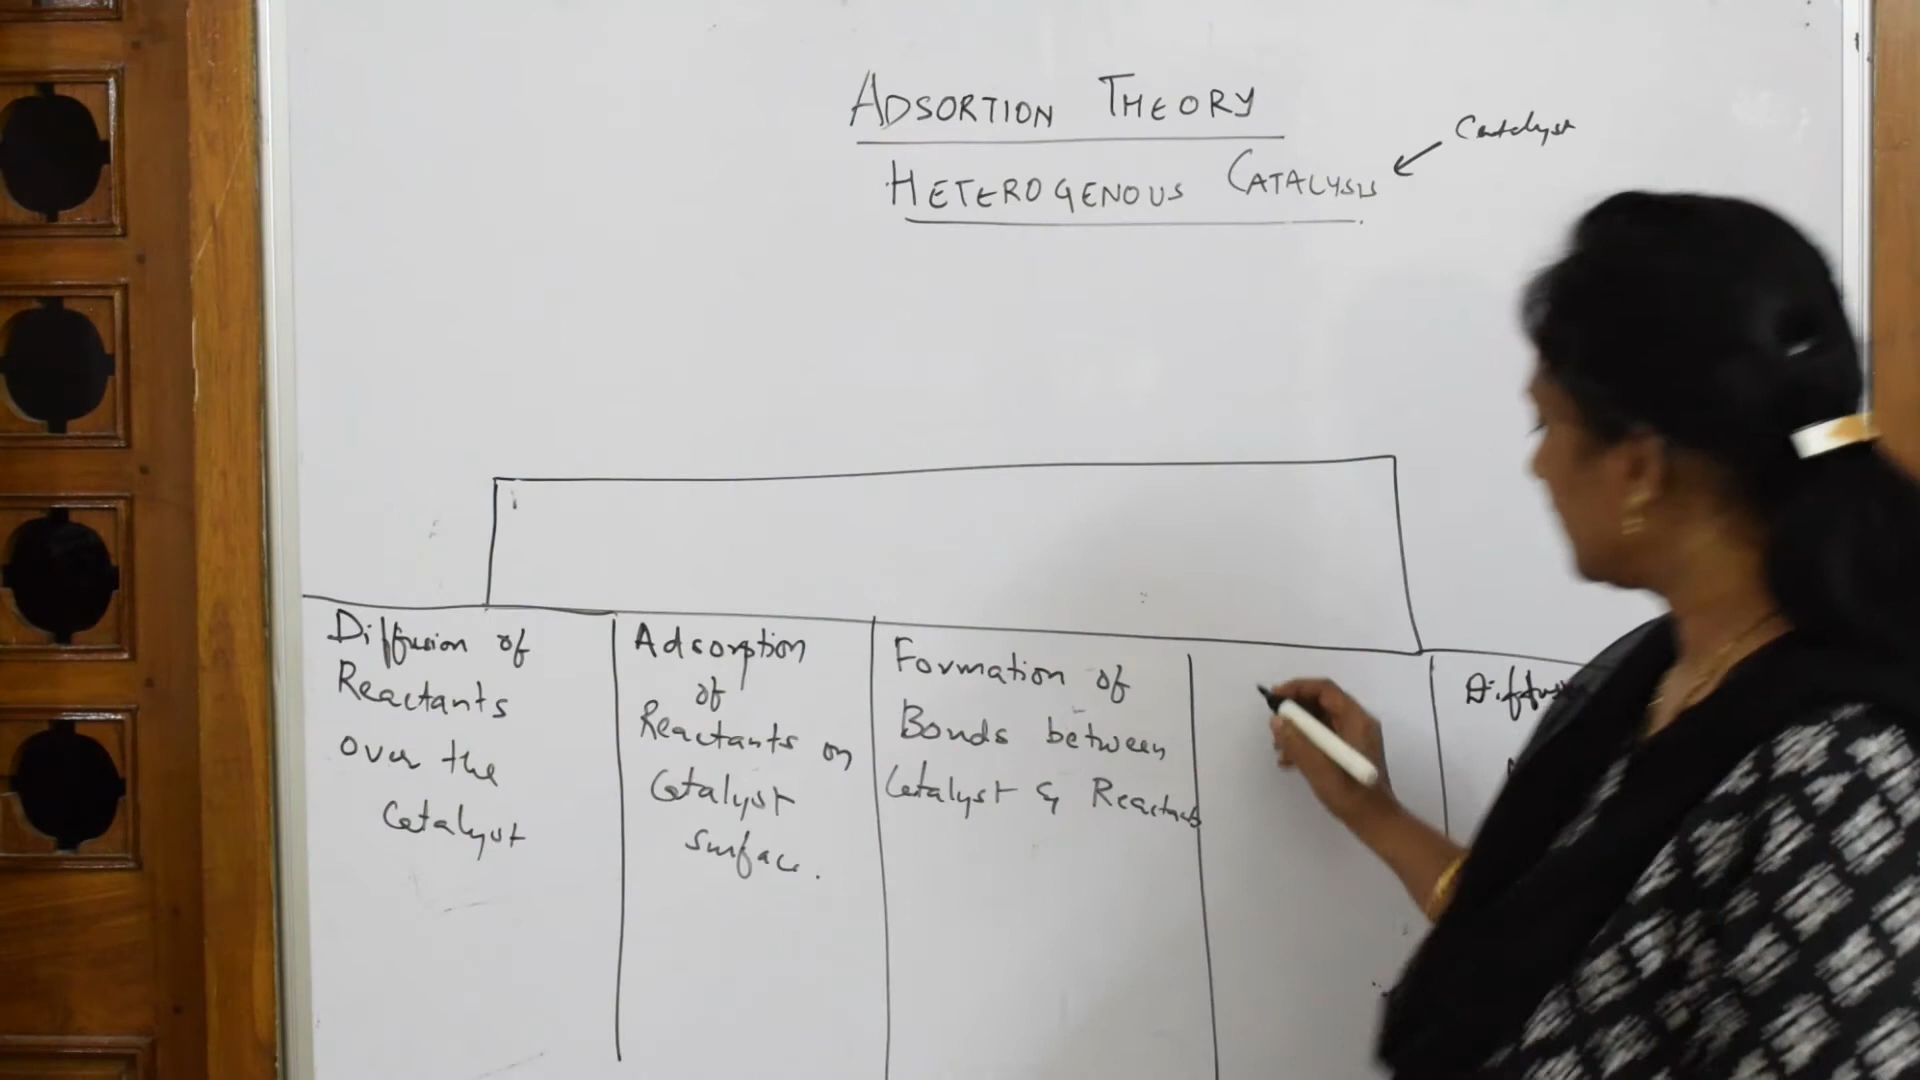 ADSORTION THEORY
HETEROGENOUS CATALYSIS
Catalyst
Diffusion of
Reactants
over the
Catalyst
Adsorption
of
Reactants on
Catalyst
surface.
Formation of
Bonds between
Catalyst & Reactants